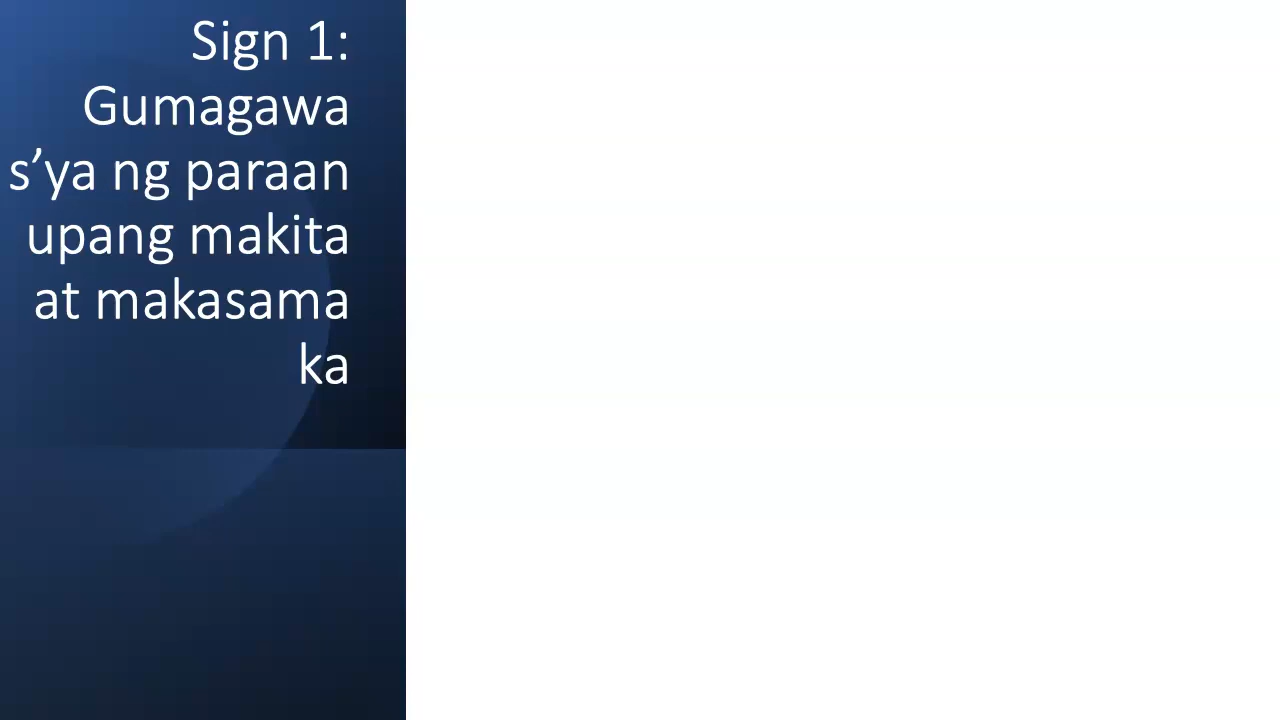 Sign 1:
Gumagawa
s’ya ng paraan
upang makita
at makasama
ka